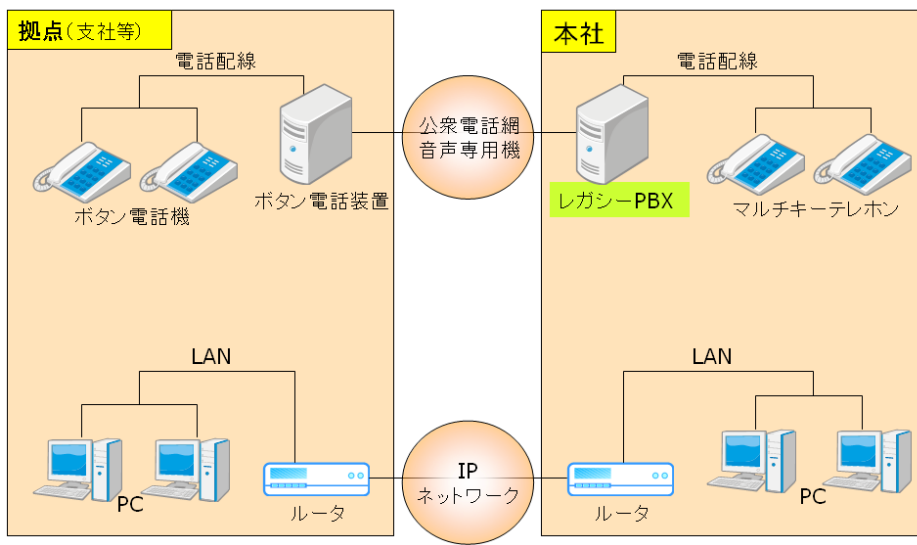 拠点(支社等)
本社
電話配線
電話配線
公衆電話網
音声専用機
ボタン電話機
ボタン電話装置
レガシーPBX
マルチキーテレホン
LAN
LAN
IP
ネットワーク
PC
ルータ
ルータ
PC